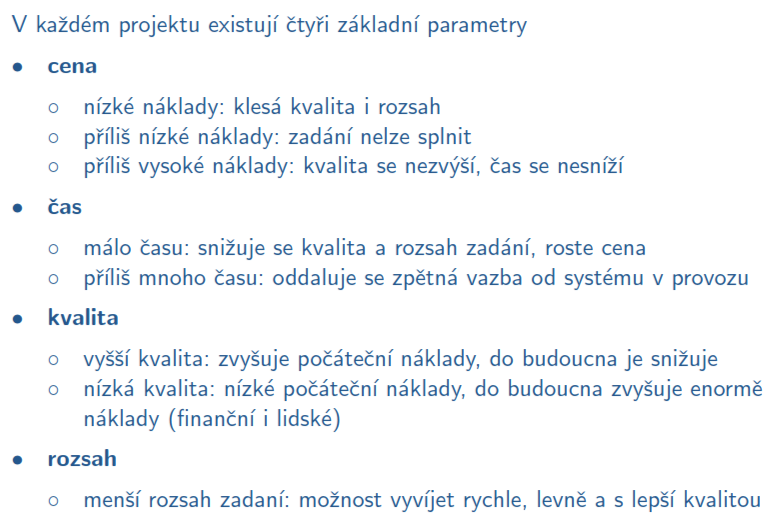 V každém projektu existují čtyři základní parametry
• cena
○ nízké náklady: klesá kvalita i rozsah
○ příliš nízké náklady: zadání nelze splnit
○ příliš vysoké náklady: kvalita se nezvýší, čas se nesníží
• čas
○ málo času: snižuje se kvalita a rozsah zadání, roste cena
○ příliš mnoho času: oddaluje se zpětná vazba od systému v provozu
• kvalita
○ vyšší kvalita: zvyšuje počáteční náklady, do budoucna je snižuje
○ nízká kvalita: nízké počáteční náklady, do budoucna zvyšuje enormě
náklady (finanční i lidské)
• rozsah
○ menší rozsah zadaní: možnost vyvíjet rychle, levně a s lepší kvalitou